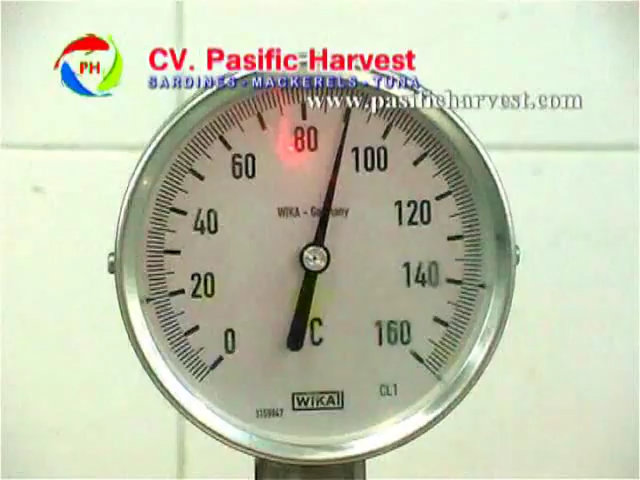 PH
CV. Pasific Harvest
SARDINES - MACKERELS - TUNA
www.pasificharvest.com
80
60
100
WIKA - Germany
40
120
20
140
0
°C
160
CL1
WIKA